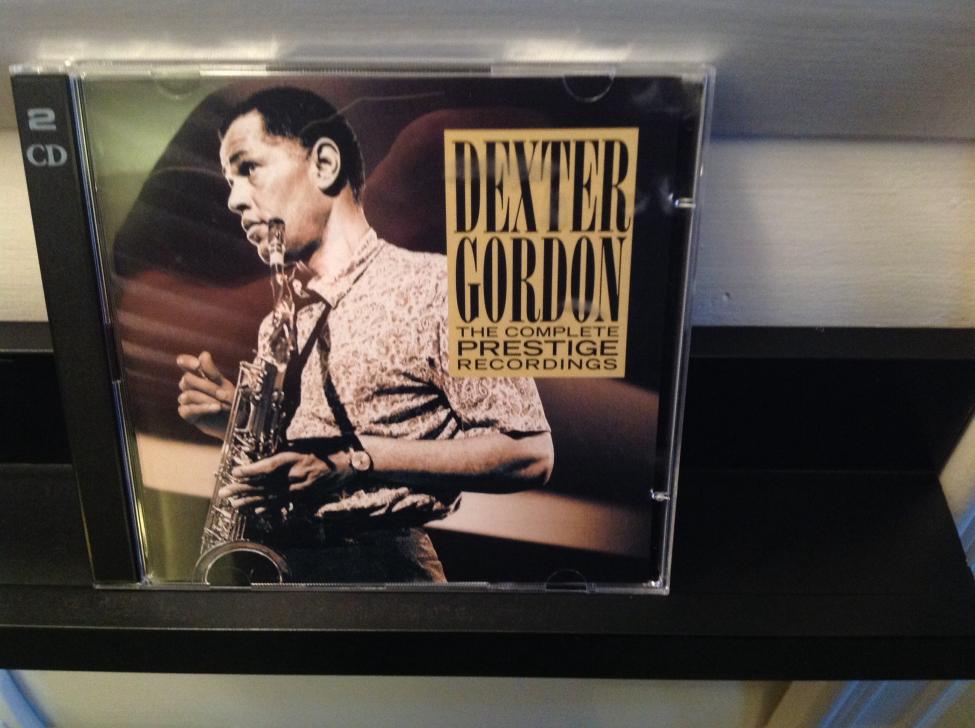 2
CD
DEXTER
GORDON
THE COMPLETE
PRESTIGE
RECORDINGS